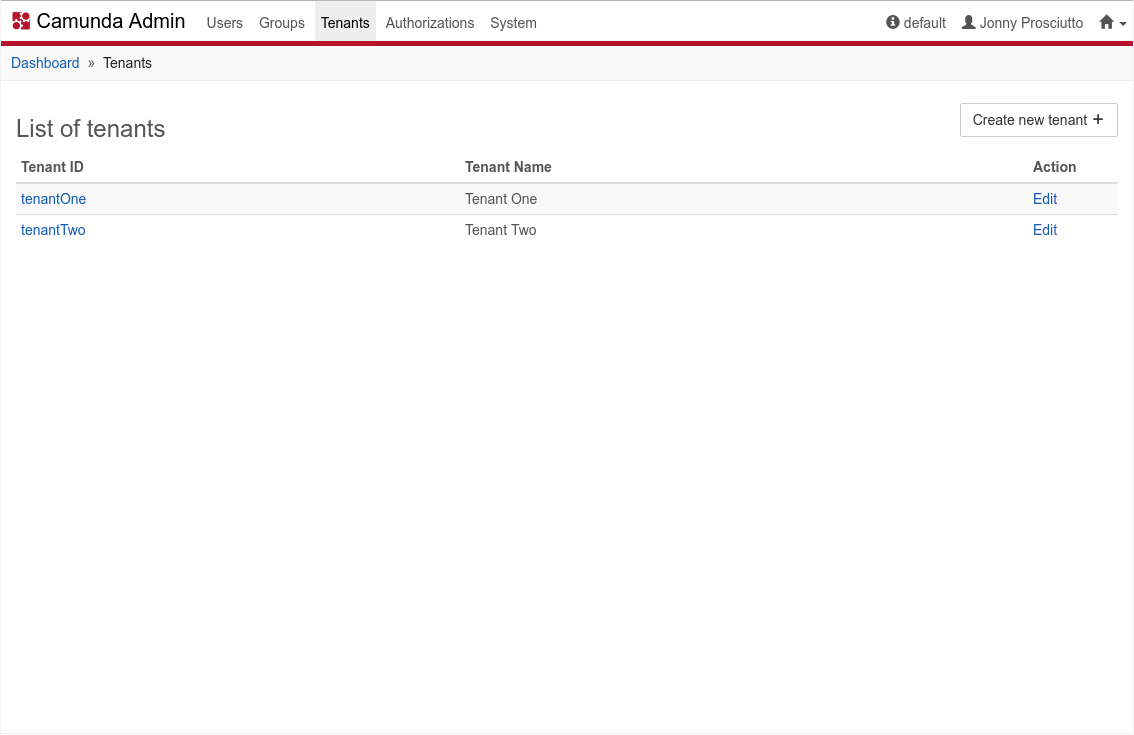 Camunda Admin Users Groups Tenants Authorizations System default Jonny Prosciutto
Dashboard » Tenants
List of tenants
Create new tenant +
Tenant ID Tenant Name Action
tenantOne Tenant One Edit
tenantTwo Tenant Two Edit